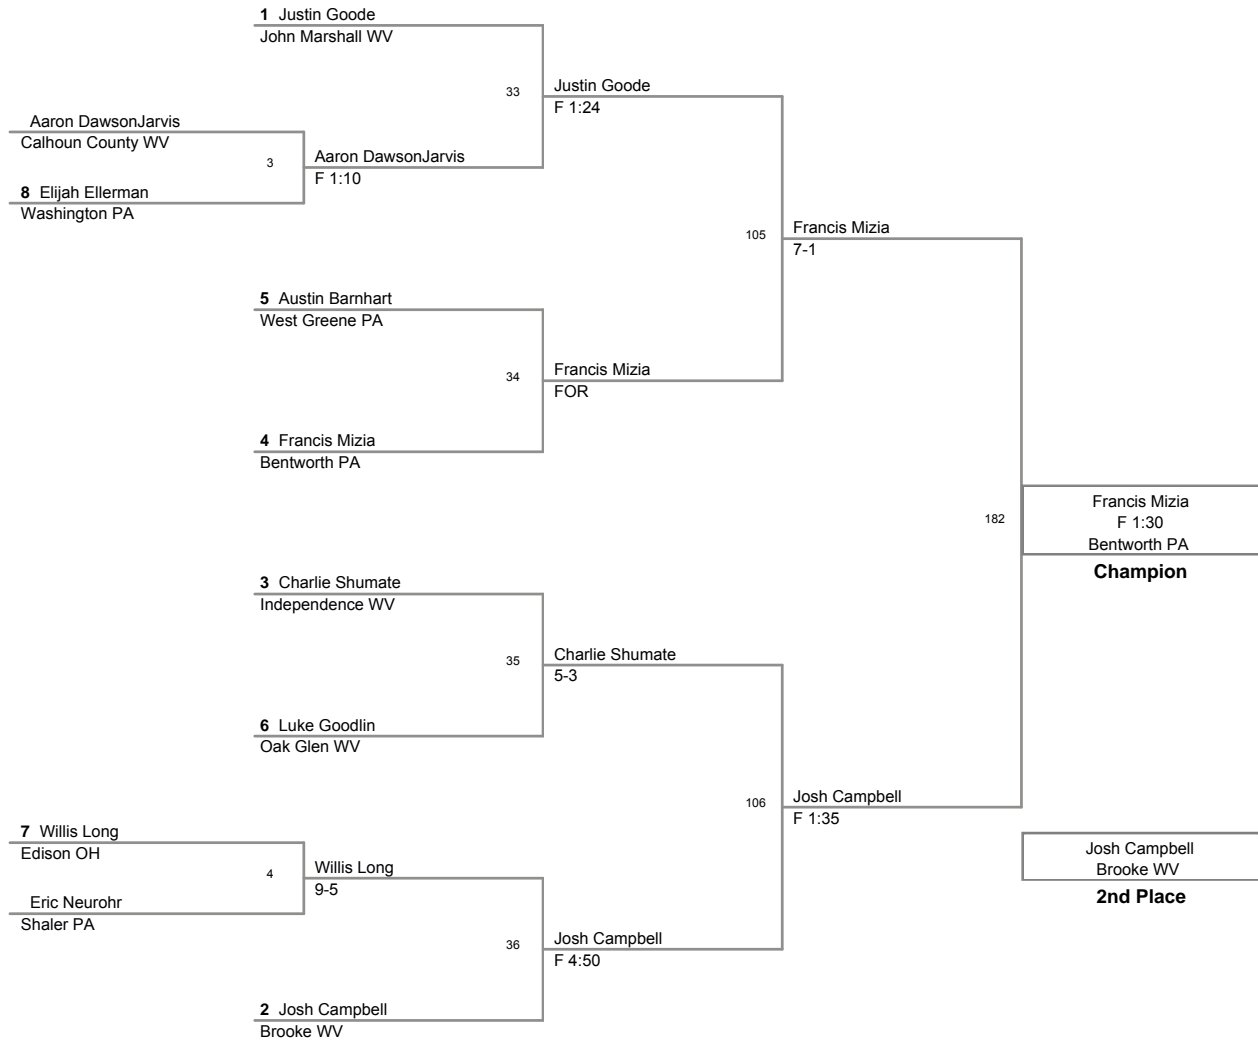 1 Justin Goode
John Marshall WV
33
Justin Goode
F 1:24
Aaron DawsonJarvis
Calhoun County WV
3
Aaron DawsonJarvis
F 1:10
8 Elijah Ellerman
Washington PA
105
Francis Mizia
7-1
5 Austin Barnhart
West Greene PA
34
Francis Mizia
FOR
4 Francis Mizia
Bentworth PA
182
Francis Mizia
F 1:30
Bentworth PA
Champion
3 Charlie Shumate
Independence WV
35
Charlie Shumate
5-3
6 Luke Goodlin
Oak Glen WV
106
Josh Campbell
F 1:35
7 Willis Long
Edison OH
4
Willis Long
9-5
Eric Neurohr
Shaler PA
36
Josh Campbell
F 4:50
2 Josh Campbell
Brooke WV
Josh Campbell
Brooke WV
2nd Place